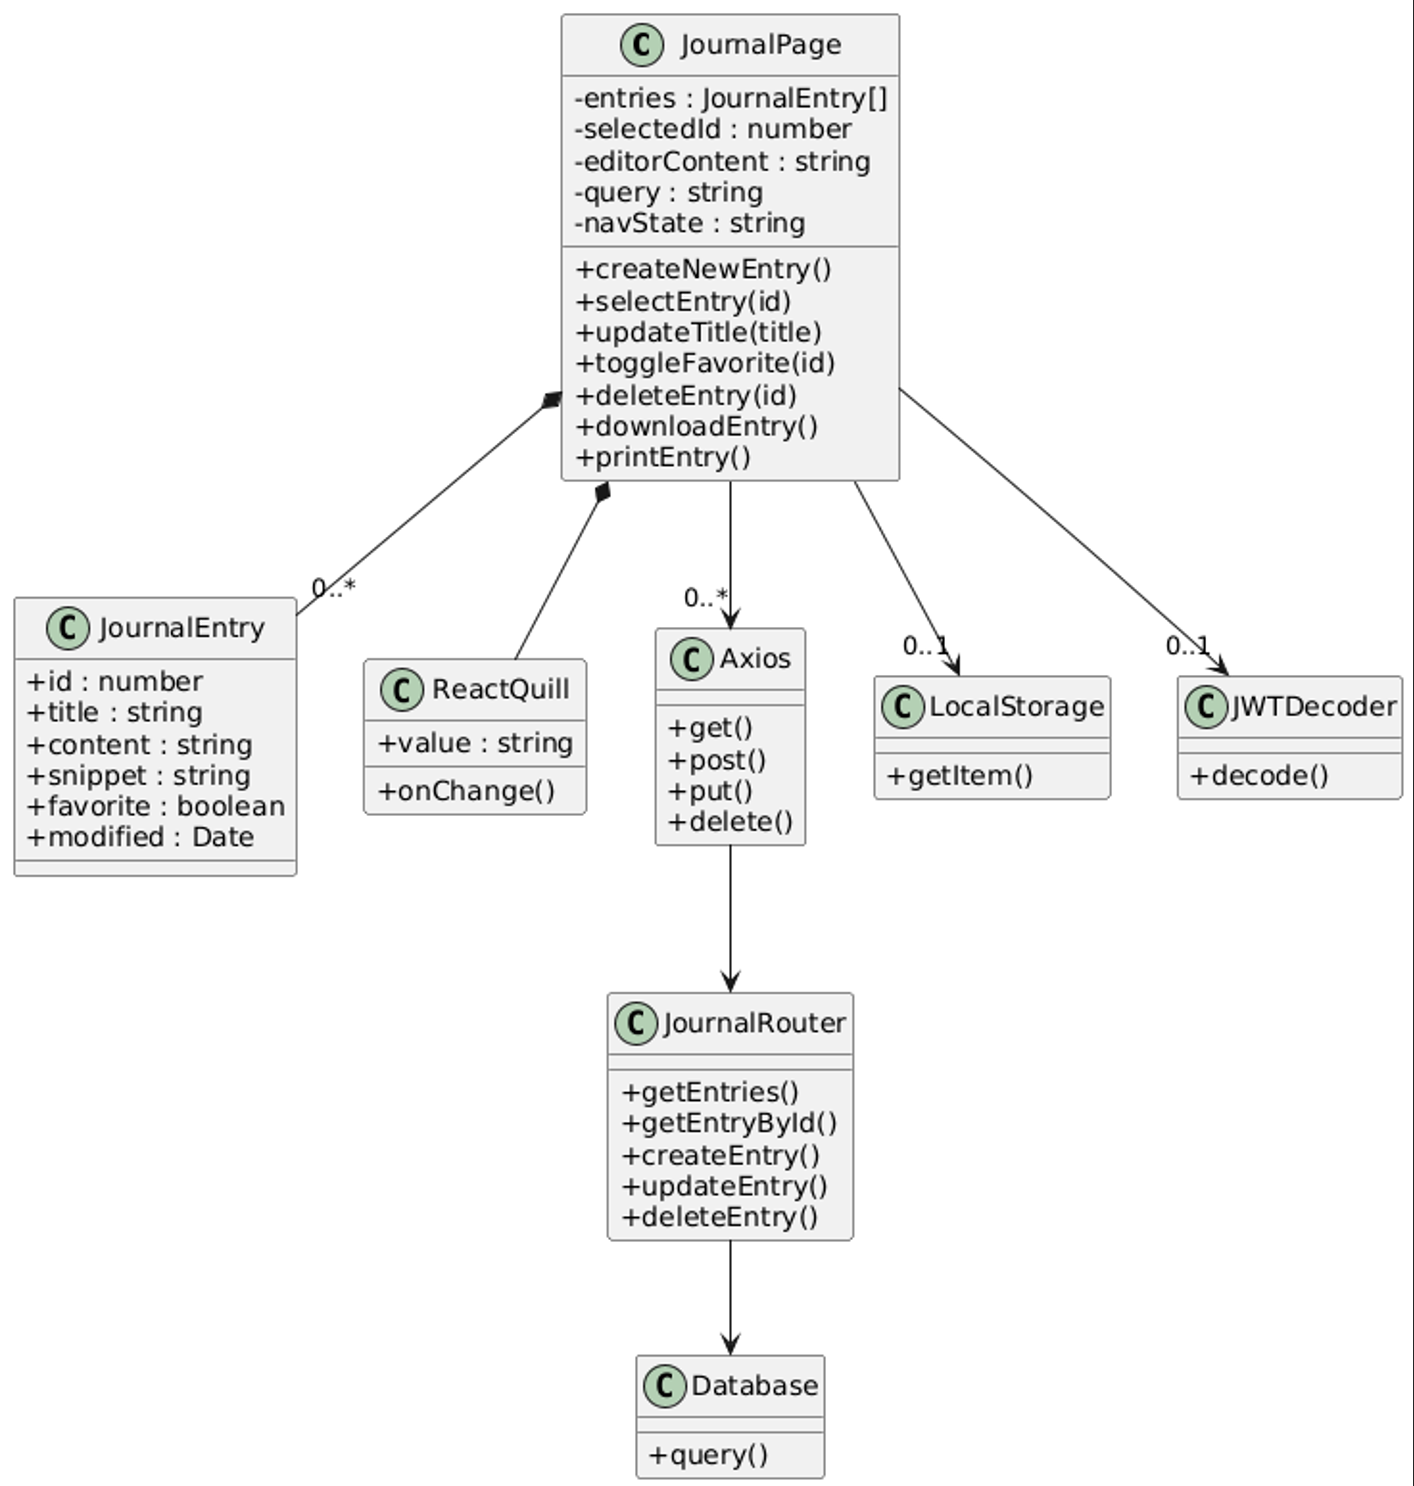 C JournalPage
-entries : JournalEntry[]
-selectedId : number
-editorContent : string
-query : string
-navState : string
+createNewEntry()
+selectEntry(id)
+updateTitle(title)
+toggleFavorite(id)
+deleteEntry(id)
+downloadEntry()
+printEntry()
0..*
0..*
0..1
0..1
C JournalEntry
+id : number
+title : string
+content : string
+snippet : string
+favorite : boolean
+modified : Date
C ReactQuill
+value : string
+onChange()
C Axios
+get()
+post()
+put()
+delete()
C LocalStorage
+getItem()
C JWTDecoder
+decode()
C JournalRouter
+getEntries()
+getEntryById()
+createEntry()
+updateEntry()
+deleteEntry()
C Database
+query()